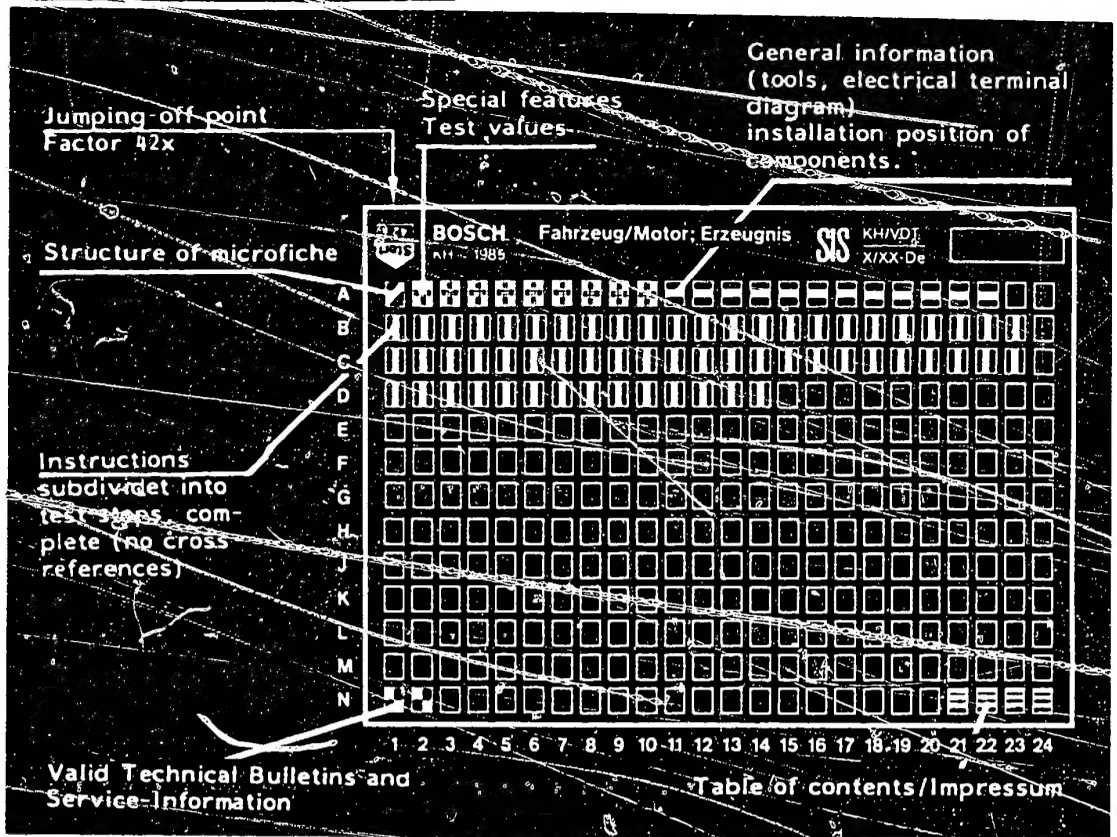 General information
(tools, electrical terminal
diagram)
installation position of
components.
Special features
Test values
Jumping-off point
Factor 42x
Structure of microfiche
BOSCH Fahrzeug/Motor; Erzeugnis SIS KH/VDT
KH 1985 X/XX-De
A
B
C
D
E
F
G
H
J
K
L
M
N
Instructions
subdividet into
test steps, com-
plete (no cross
references)
1 2 3 4 5 6 7 8 9 10 11 12 13 14 15 16 17 18 19 20 21 22 23 24
Valid Technical Bulletins and
Service-Information
Table of contents/Impressum